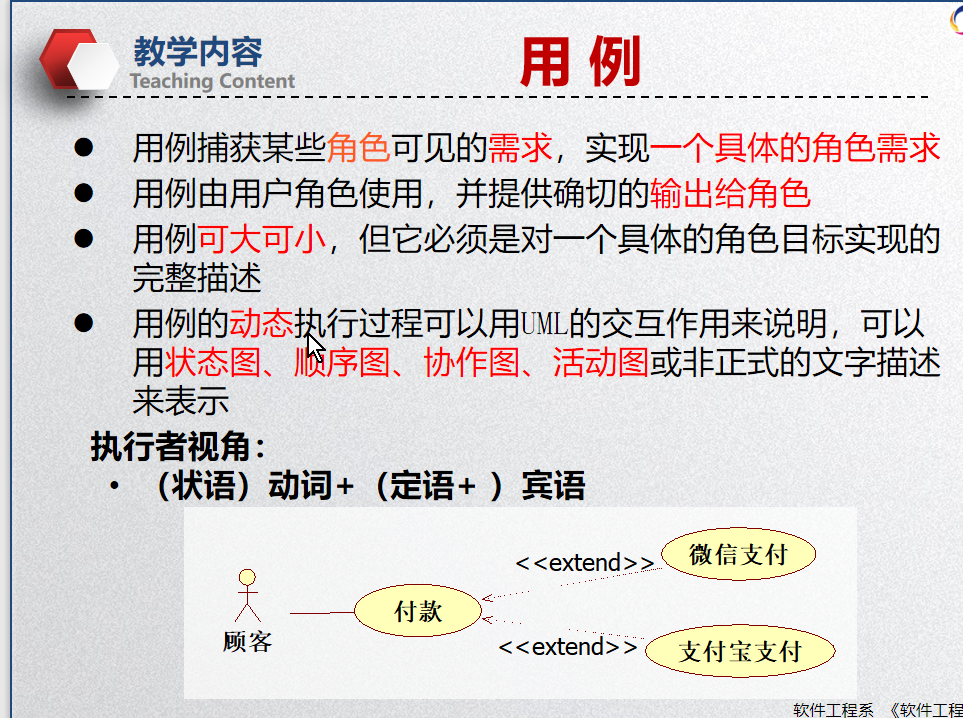 教学内容
Teaching Content
用 例
● 用例捕获某些角色可见的需求，实现一个具体的角色需求
● 用例由用户角色使用，并提供确切的输出给角色
● 用例可大可小，但它必须是对一个具体的角色目标实现的
完整描述
● 用例的动态执行过程可以用UML的交互作用来说明，可以
用状态图、顺序图、协作图、活动图或非正式的文字描述
来表示
执行者视角：
• （状语）动词+（定语+ ）宾语
<<extend>>
微信支付
付款
顾客
<<extend>>
支付宝支付
软件工程系 《软件工程